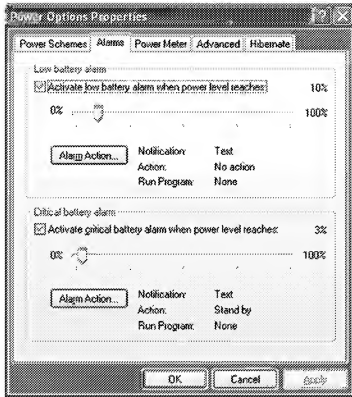 Power Options Properties
Power Schemes Alarms Power Meter Advanced Hibernate
Low battery alarm
Activate low battery alarm when power level reaches: 10%
0% 100%
Alarm Action... Notification: Text
Action: No action
Run Program: None
Critical battery alarm
Activate critical battery alarm when power level reaches: 3%
0% 100%
Alarm Action... Notification: Text
Action: Stand by
Run Program: None
OK Cancel Apply